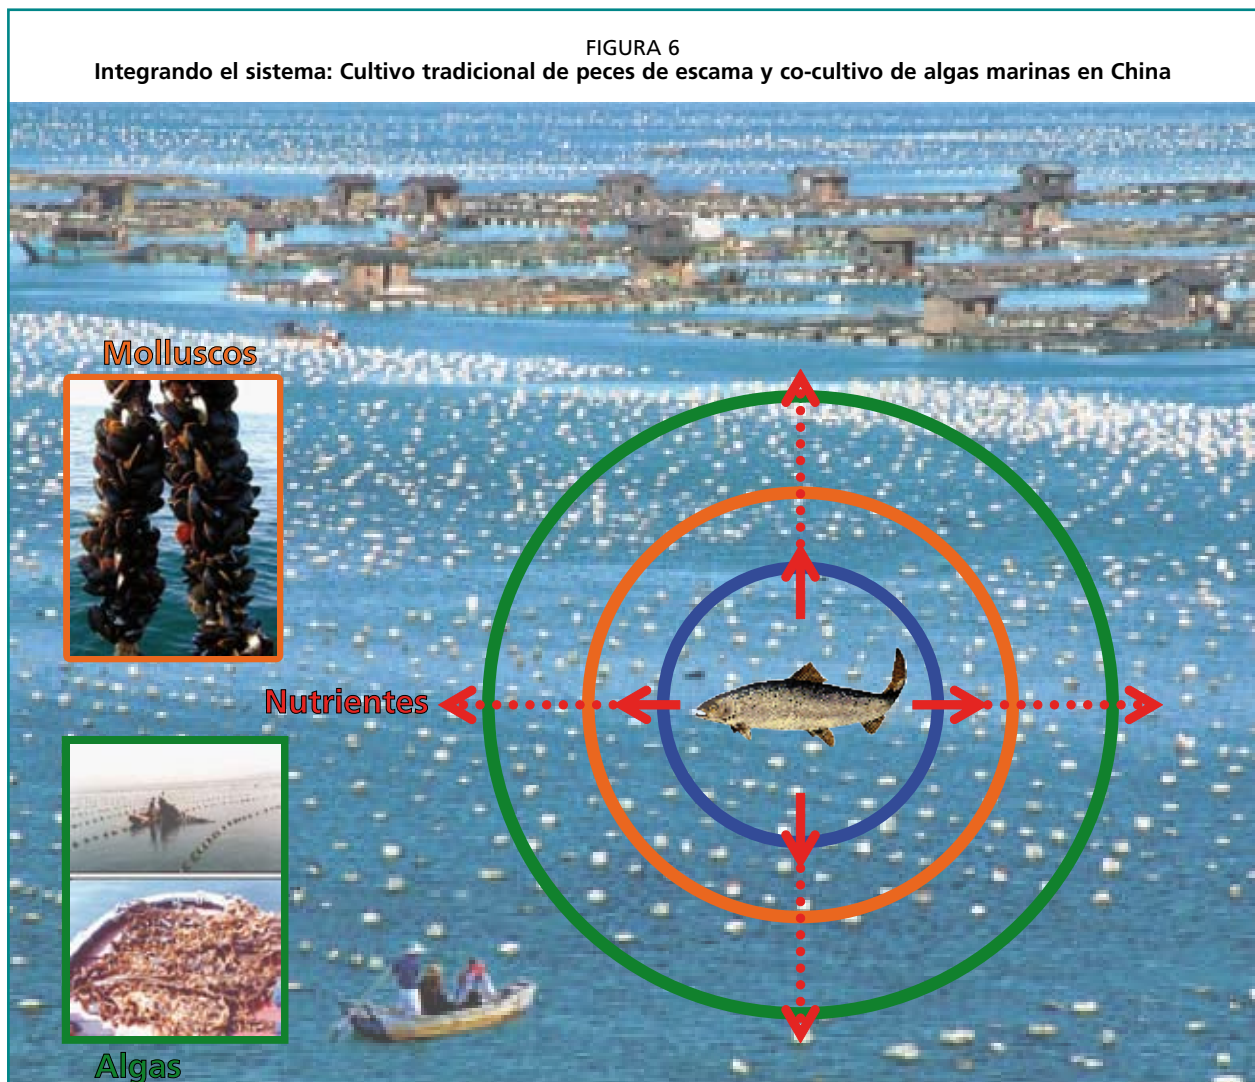 FIGURA 6
Integrando el sistema: Cultivo tradicional de peces de escama y co-cultivo de algas marinas en China
Molluscos
Nutrientes
Algas